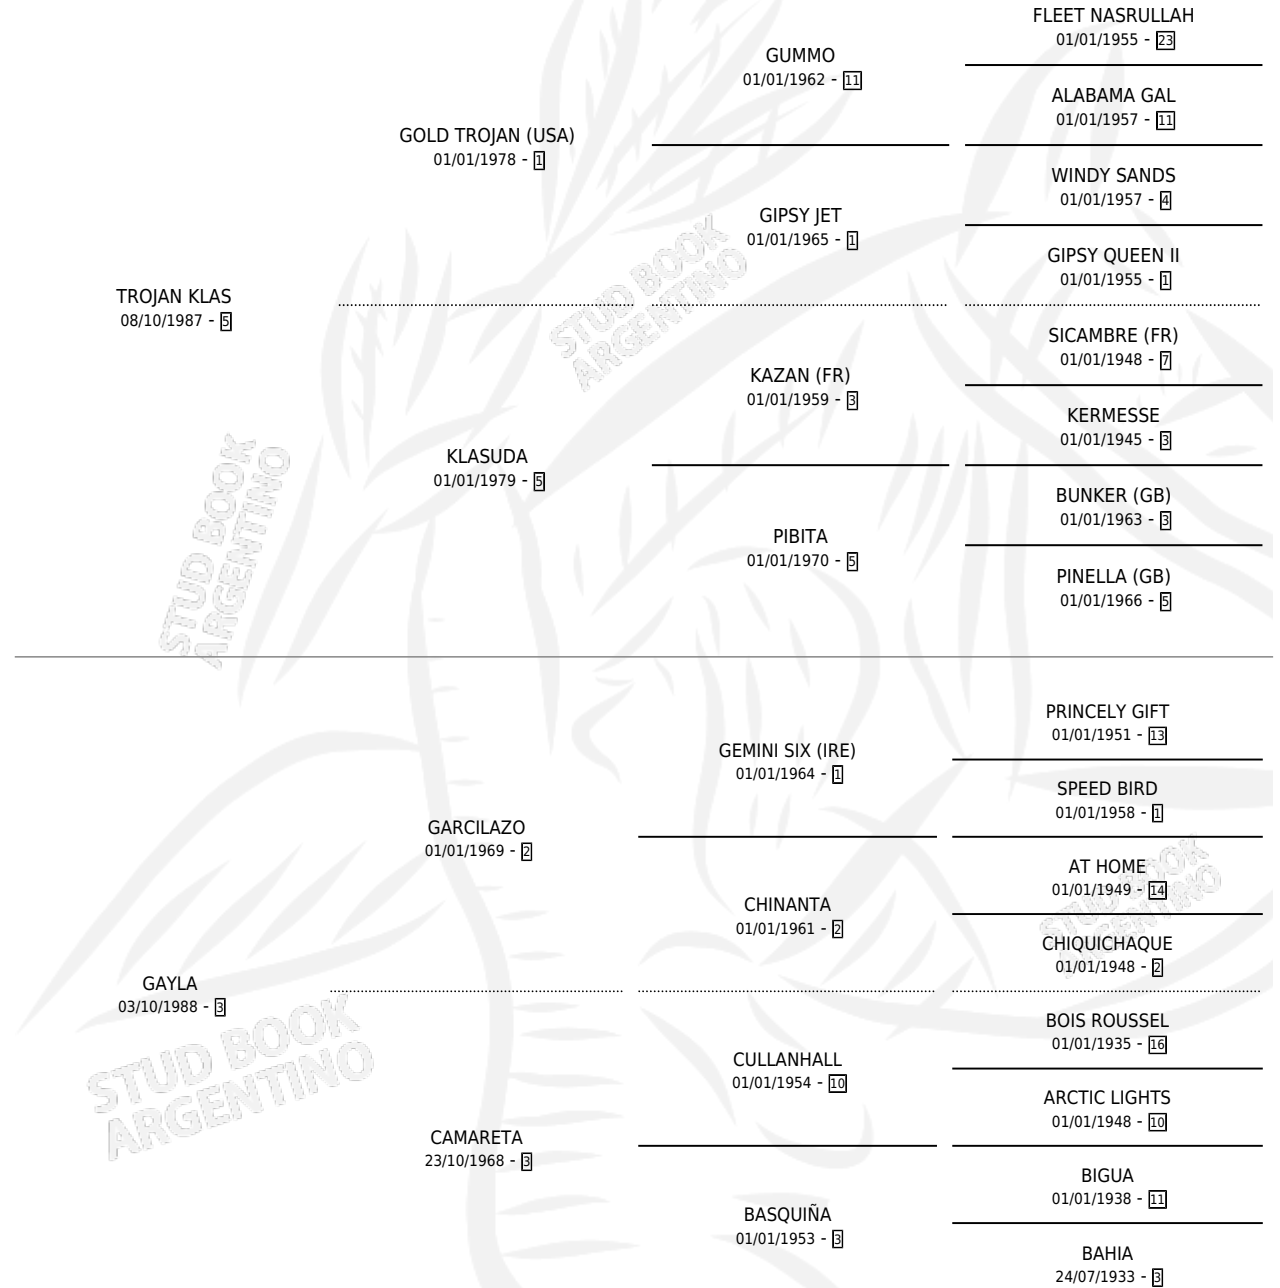 FLEET NASRULLAH
01/01/1955 - 23
GUMMO
01/01/1962 - 11
ALABAMA GAL
01/01/1957 - 11
GOLD TROJAN (USA)
01/01/1978 - 1
WINDY SANDS
01/01/1957 - 4
GIPSY JET
01/01/1965 - 1
GIPSY QUEEN II
01/01/1955 - 1
TROJAN KLAS
08/10/1987 - 5
SICAMBRE (FR)
01/01/1948 - 7
KAZAN (FR)
01/01/1959 - 3
KERMESSE
01/01/1945 - 3
KLASUDA
01/01/1979 - 5
BUNKER (GB)
01/01/1963 - 3
PIBITA
01/01/1970 - 5
PINELLA (GB)
01/01/1966 - 5
PRINCELY GIFT
01/01/1951 - 13
GEMINI SIX (IRE)
01/01/1964 - 1
SPEED BIRD
01/01/1958 - 1
GARCILAZO
01/01/1969 - 2
AT HOME
01/01/1949 - 14
CHINANTA
01/01/1961 - 2
CHIQUICHAQUE
01/01/1948 - 2
GAYLA
03/10/1988 - 3
BOIS ROUSSEL
01/01/1935 - 16
CULLANHALL
01/01/1954 - 10
ARCTIC LIGHTS
01/01/1948 - 10
CAMARETA
23/10/1968 - 3
BIGUA
01/01/1938 - 11
BASQUIÑA
01/01/1953 - 3
BAHIA
24/07/1933 - 3
STUD BOOK
ARGENTINO
STUD BOOK
ARGENTINO
STUD BOOK
ARGENTINO
STUD BOOK
ARGENTINO